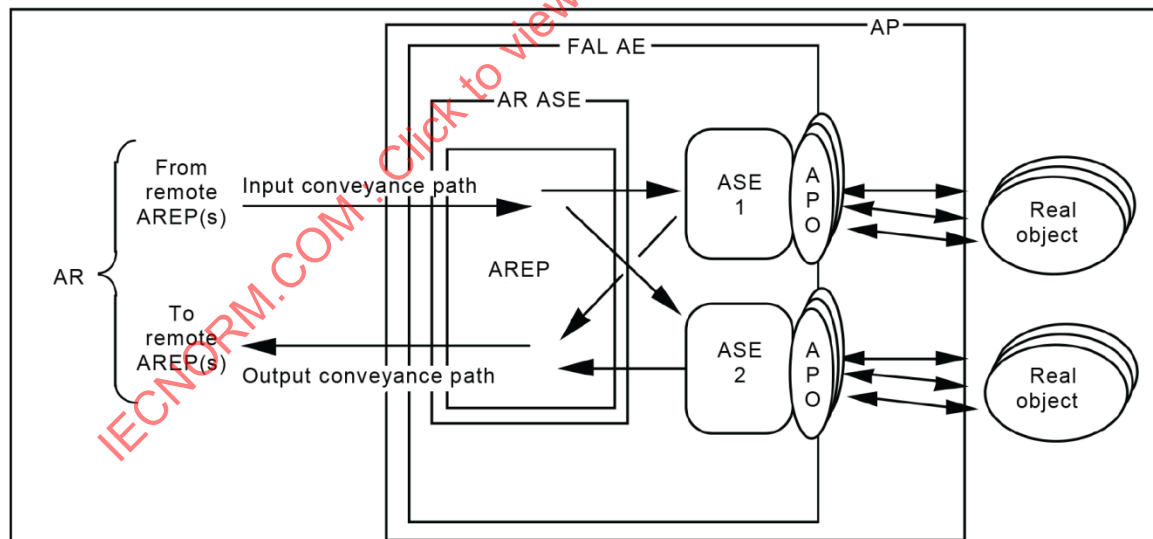 AP
FAL AE
AR ASE
From
remote
AREP(s)
Input conveyance path
ASE
1
A
P
O
Real
object
AR
AREP
To
remote
AREP(s)
Output conveyance path
ASE
2
A
P
O
Real
object
IECNORM.COM : Click to view